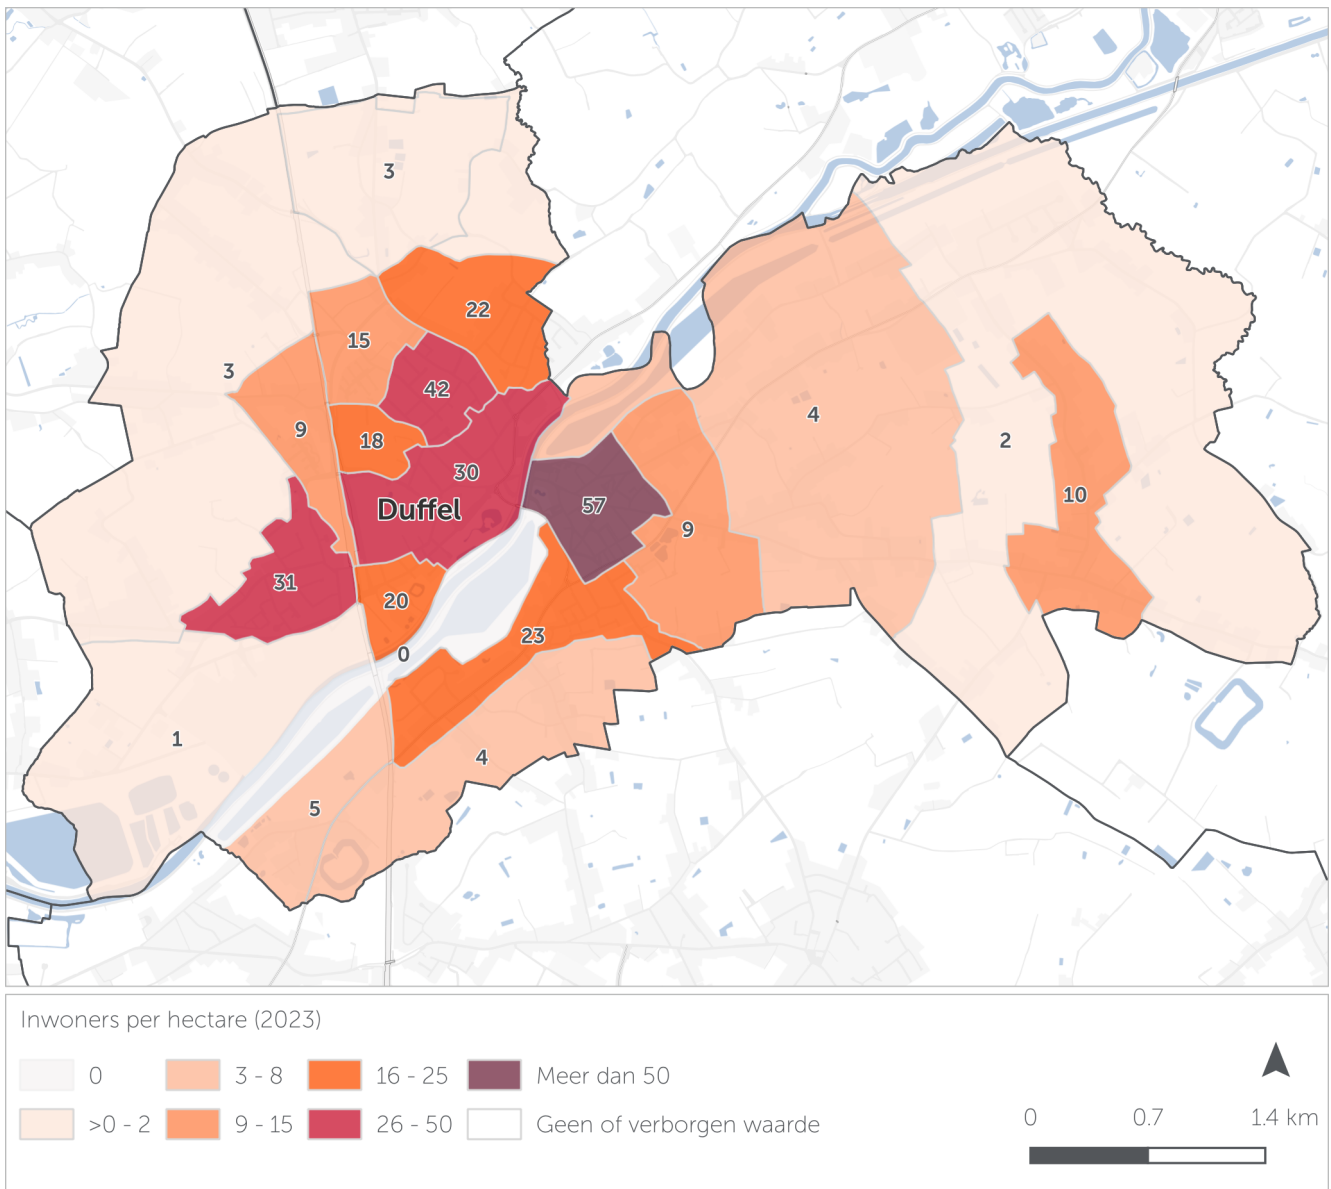 3
22
15
3
42
4
9
18
2
30
10
57
Duffel
9
31
20
23
0
1
4
5
Inwoners per hectare (2023)
0
3 - 8
16 - 25
Meer dan 50
>0 - 2
9 - 15
26 - 50
Geen of verborgen waarde
0 0.7 1.4 km